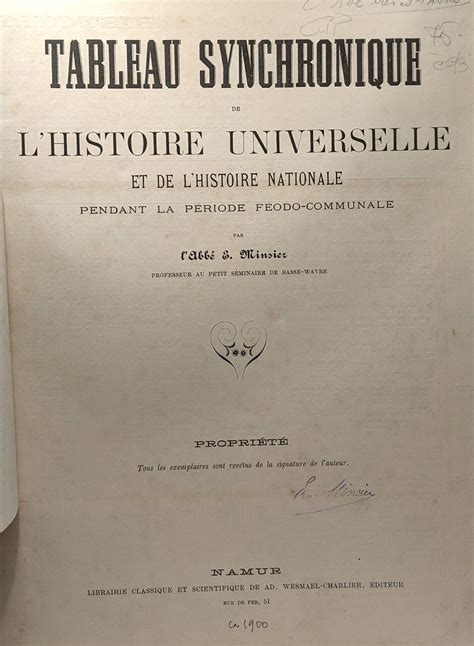 TABLEAU SYNCHRONIQUE
DE
L'HISTOIRE UNIVERSELLE
ET DE L'HISTOIRE NATIONALE
PENDANT LA PÉRIODE FÉODO-COMMUNALE
PAR
l'Abbé E. Minsier
PROFESSEUR AU PETIT SÉMINAIRE DE BASSE-WAVRE
PROPRIÉTÉ
Tous les exemplaires sont revêtus de la signature de l'auteur.
E. Minsier
NAMUR
LIBRAIRIE CLASSIQUE ET SCIENTIFIQUE DE AD. WESMAEL-CHARLIER, ÉDITEUR
RUE DE FER, 51
1900